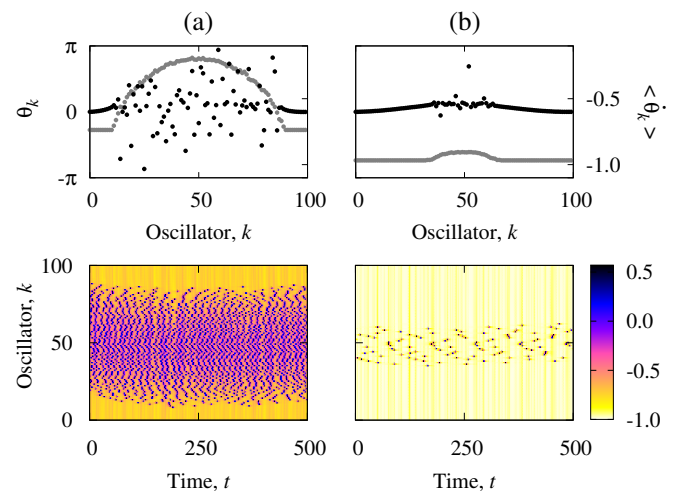 (a) (b)
π
0
-π
θk
-0.5
-1.0
< θ̇k >
0 50 100 0 50 100
Oscillator, k Oscillator, k
100
50
0
Oscillator, k
0 250 500 0 250 500
Time, t Time, t
0.5
0.0
-0.5
-1.0